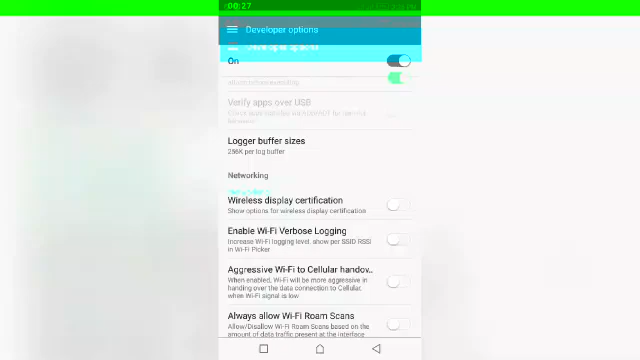 00:27
Developer options
On
Verify apps over USB
Logger buffer sizes
256K per log buffer
Networking
Wireless display certification
Show options for wireless display certification
Enable Wi-Fi Verbose Logging
Increase Wi-Fi logging level, show per SSID RSSI
in Wi-Fi Picker
Aggressive Wi-Fi to Cellular handov..
When enabled, Wi-Fi will be more aggressive in
handing over the data connection to Cellular,
when Wi-Fi signal is low
Always allow Wi-Fi Roam Scans
Allow/Disallow Wi-Fi Roam Scans based on the
amount of data traffic present at the interface